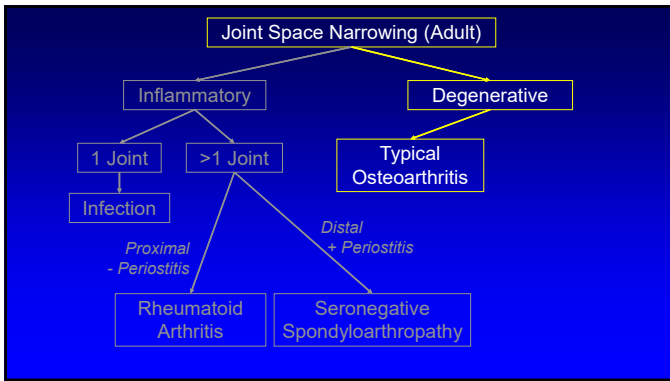 Joint Space Narrowing (Adult)
Inflammatory
Degenerative
1 Joint
>1 Joint
Typical
Osteoarthritis
Infection
Distal
+ Periostitis
Proximal
- Periostitis
Rheumatoid
Arthritis
Seronegative
Spondyloarthropathy